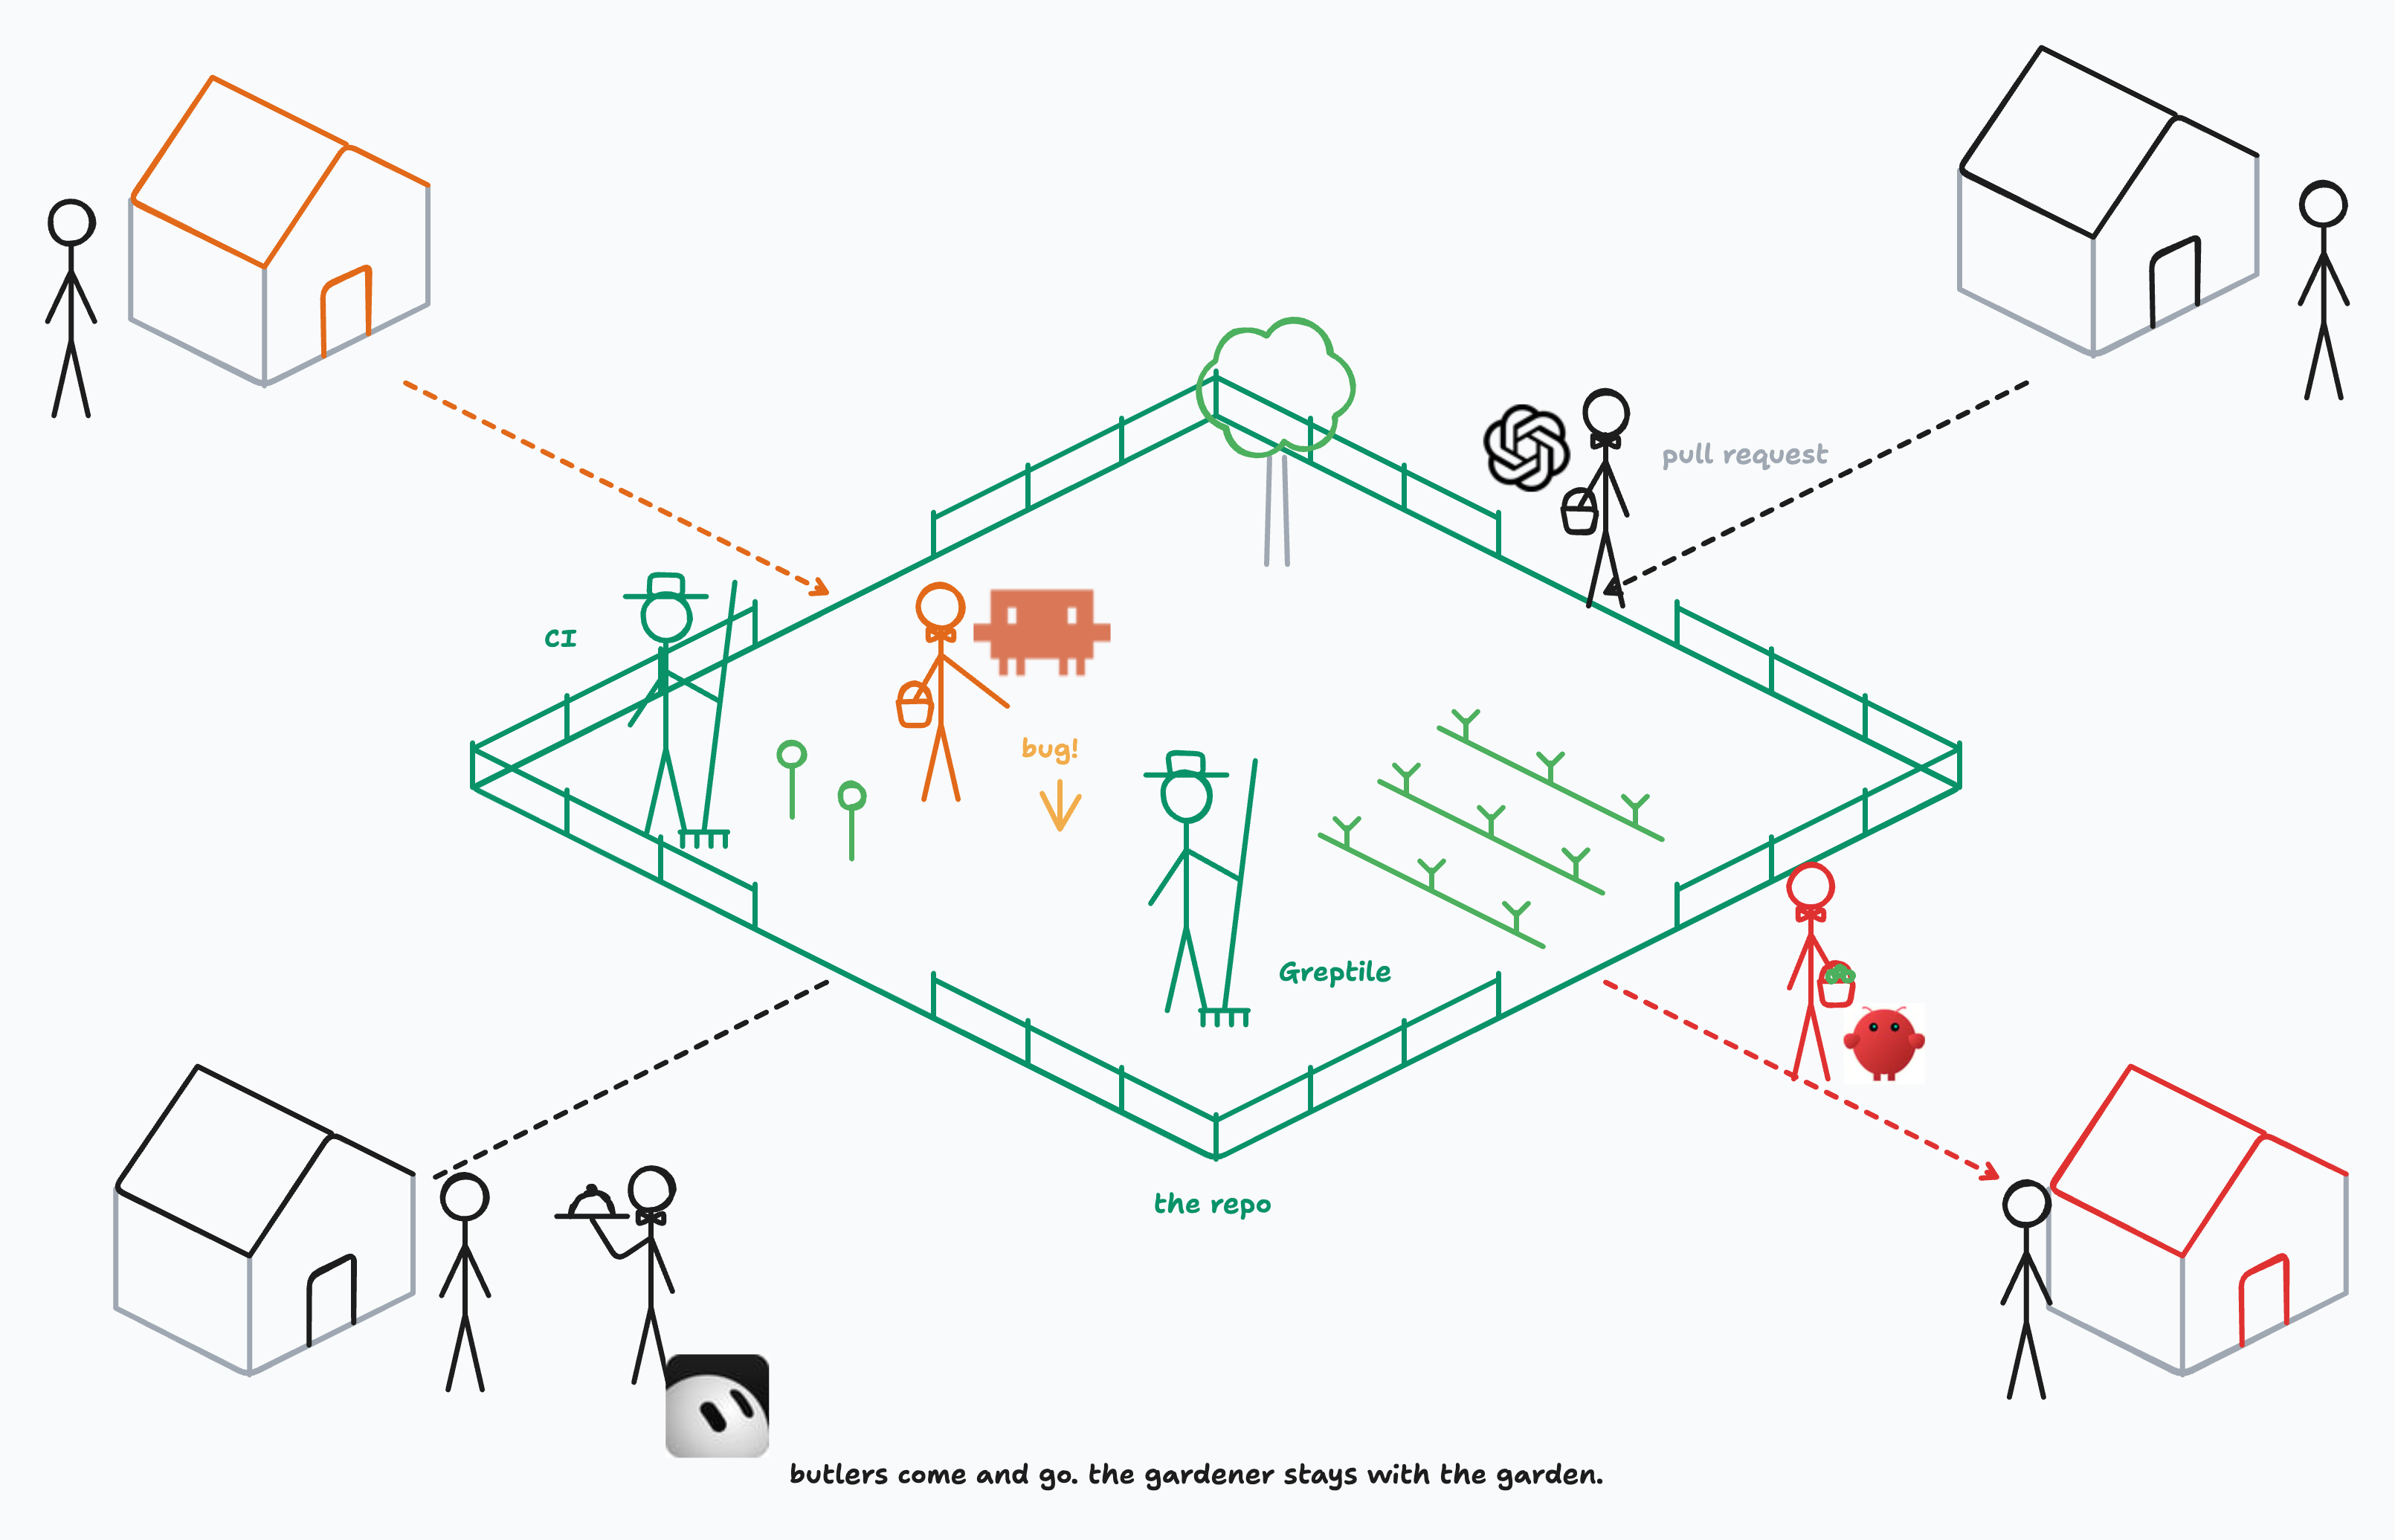 pull request
CI
bug!
Greptile
the repo
butlers come and go. the gardener stays with the garden.